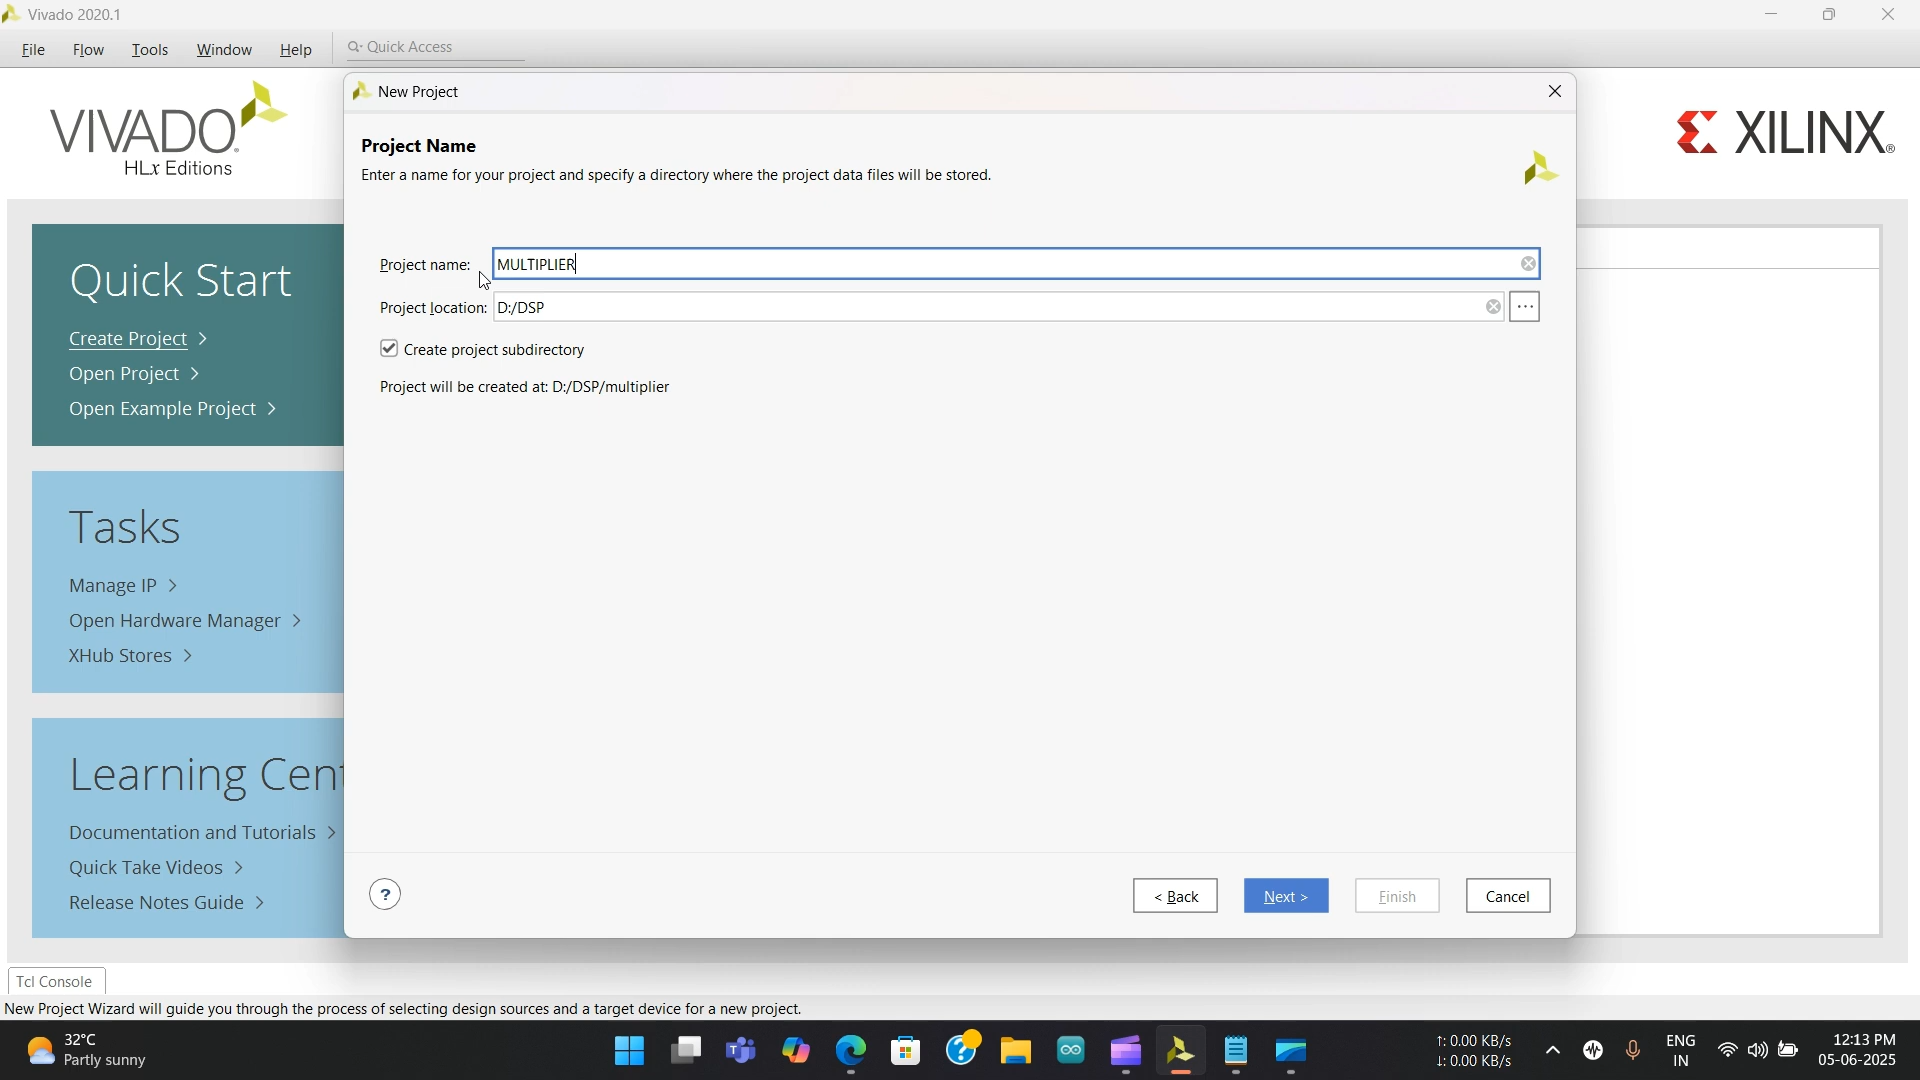 Vivado 2020.1
File Flow Tools Window Help Quick Access
VIVADO
HLx Editions
XILINX
New Project
Project Name
Enter a name for your project and specify a directory where the project data files will be stored.
Project name: MULTIPLIER
Project location: D:/DSP
Create project subdirectory
Project will be created at: D:/DSP/multiplier
? < Back Next > Finish Cancel
Quick Start
Create Project >
Open Project >
Open Example Project >
Tasks
Manage IP >
Open Hardware Manager >
XHub Stores >
Learning Cent
Documentation and Tutorials >
Quick Take Videos >
Release Notes Guide >
Tcl Console
New Project Wizard will guide you through the process of selecting design sources and a target device for a new project.
32°C
Partly sunny
↑: 0.00 KB/s
↓: 0.00 KB/s
ENG
IN
12:13 PM
05-06-2025